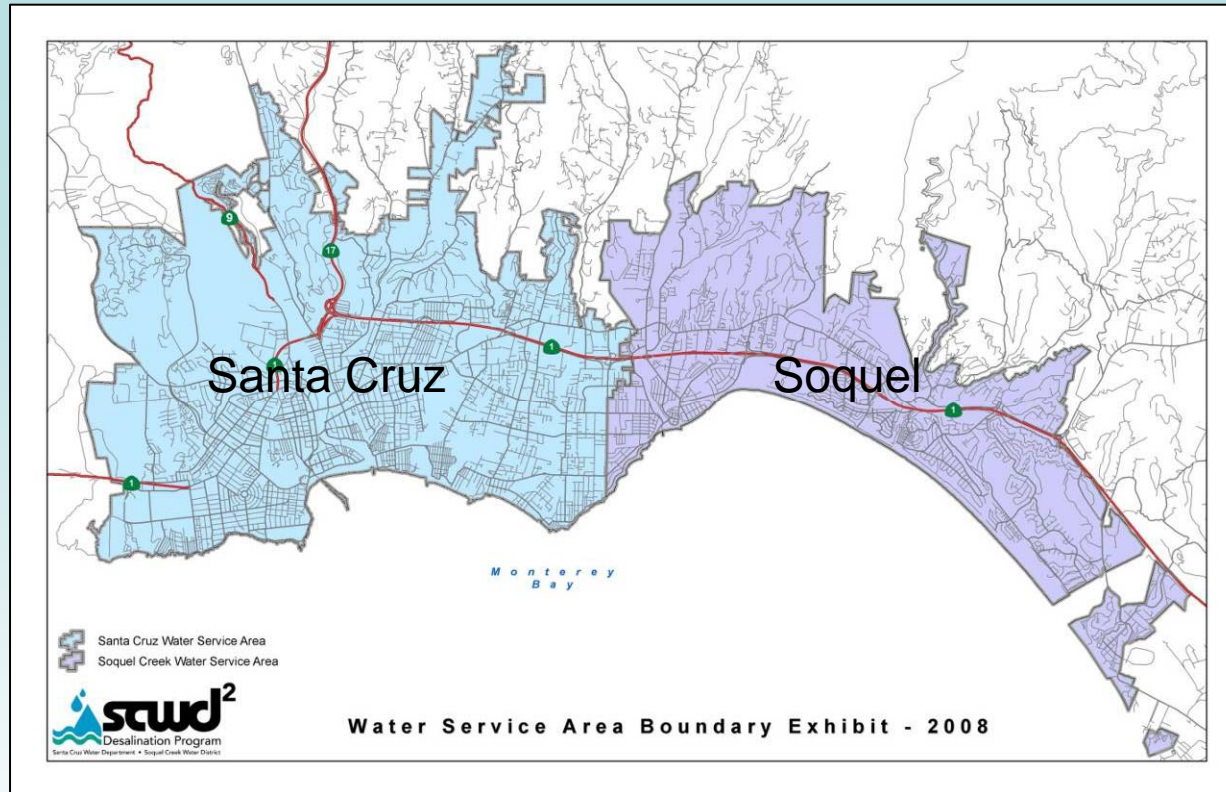 9
17
1
1
Santa Cruz
Soquel
1
1
Monterey
Bay
Santa Cruz Water Service Area
Soquel Creek Water Service Area
scwd2
Desalination Program
Santa Cruz Water Department • Soquel Creek Water District
Water Service Area Boundary Exhibit - 2008